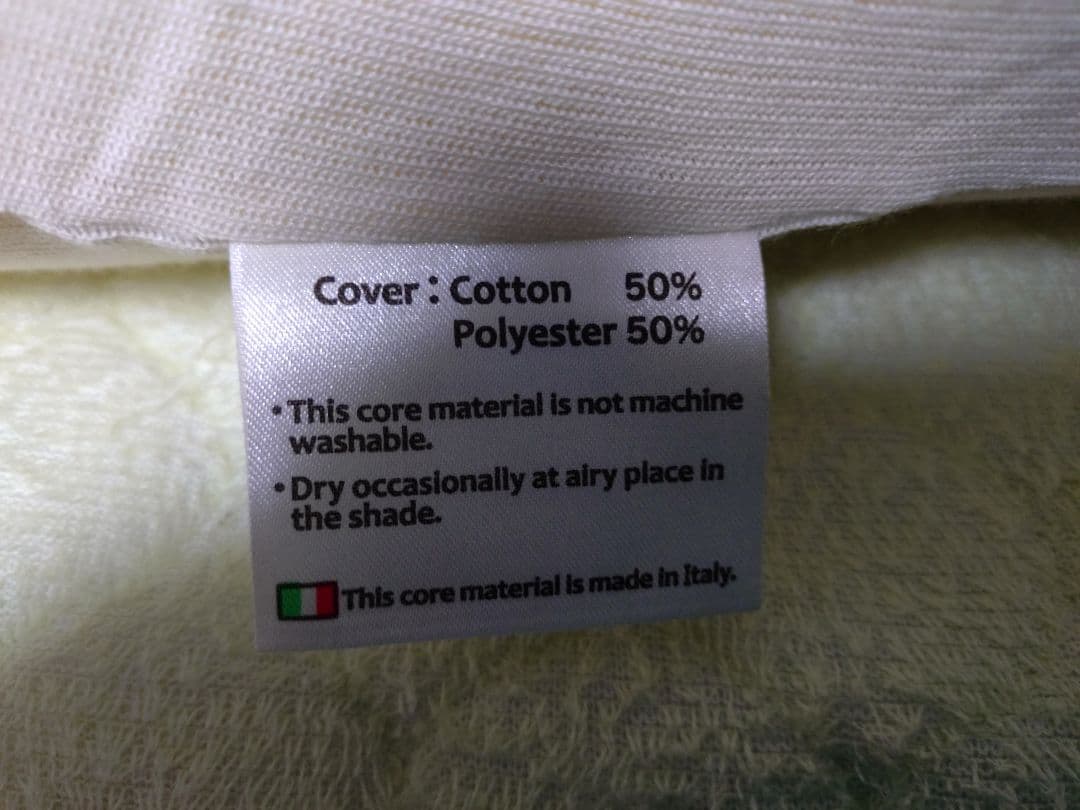 Cover : Cotton 50%
Polyester 50%
・This core material is not machine
washable.
・Dry occasionally at airy place in
the shade.
This core material is made in Italy.